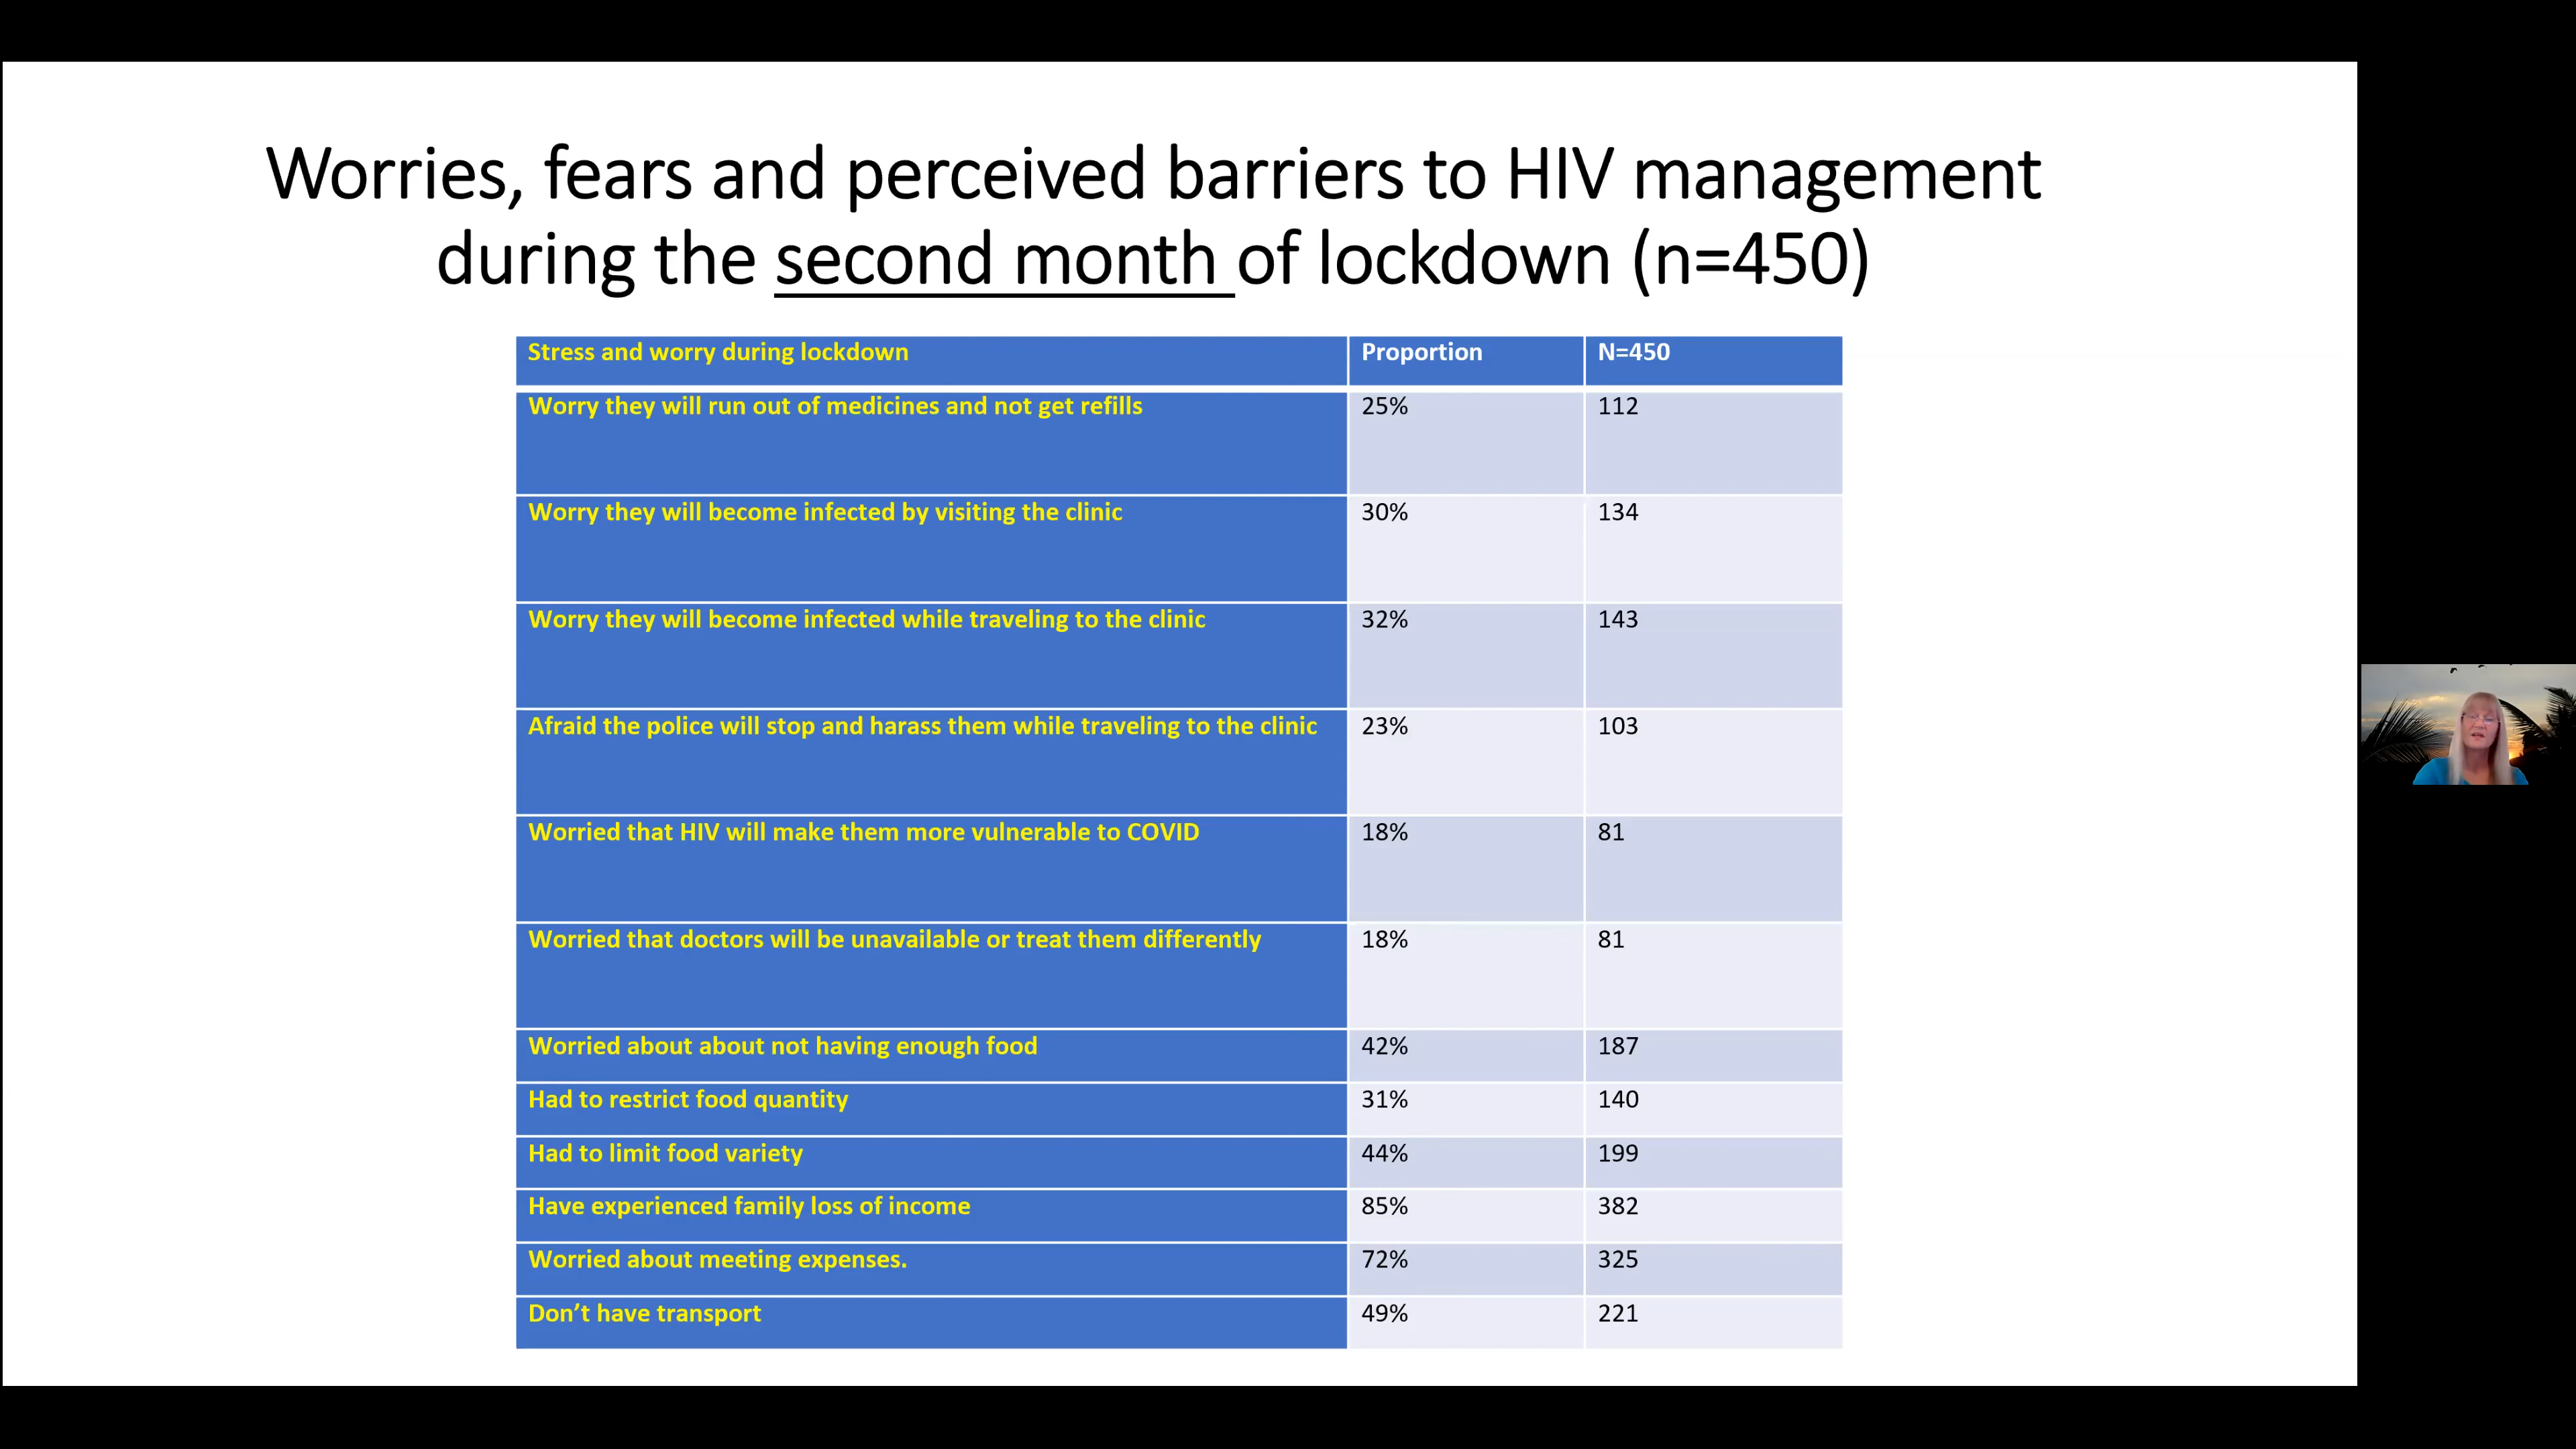 Worries, fears and perceived barriers to HIV management
during the second month of lockdown (n=450)
Stress and worry during lockdown Proportion N=450
Worry they will run out of medicines and not get refills 25% 112
Worry they will become infected by visiting the clinic 30% 134
Worry they will become infected while traveling to the clinic 32% 143
Afraid the police will stop and harass them while traveling to the clinic 23% 103
Worried that HIV will make them more vulnerable to COVID 18% 81
Worried that doctors will be unavailable or treat them differently 18% 81
Worried about about not having enough food 42% 187
Had to restrict food quantity 31% 140
Had to limit food variety 44% 199
Have experienced family loss of income 85% 382
Worried about meeting expenses. 72% 325
Don’t have transport 49% 221